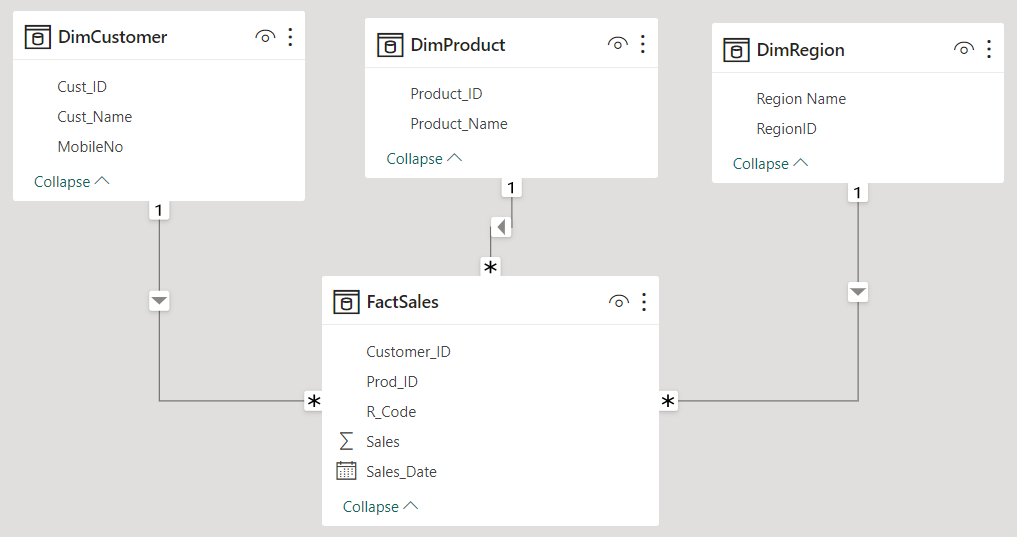 DimCustomer
Cust_ID
Cust_Name
MobileNo
Collapse
1
DimProduct
Product_ID
Product_Name
Collapse
1
*
DimRegion
Region Name
RegionID
Collapse
1
FactSales
Customer_ID
Prod_ID
R_Code
Sales
Sales_Date
Collapse
*
*